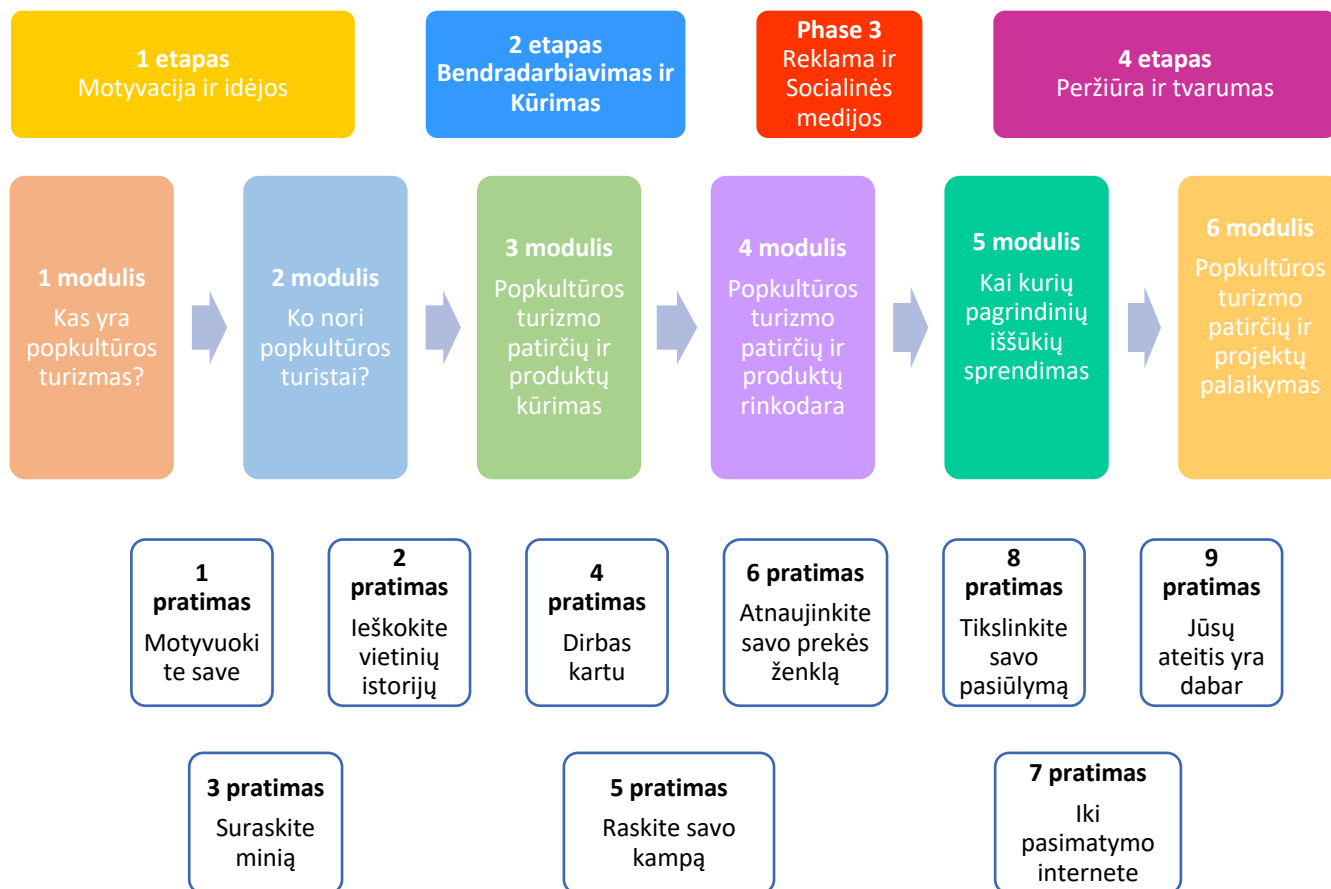 1 etapas
Motyvacija ir idėjos
2 etapas
Bendradarbiavimas ir
Kūrimas
Phase 3
Reklama ir
Socialinės
medijos
4 etapas
Peržiūra ir tvarumas
1 modulis
Kas yra
popkultūros
turizmas?
2 modulis
Ko nori
popkultūros
turistai?
3 modulis
Popkultūros
turizmo
patirčių ir
produktų
kūrimas
4 modulis
Popkultūros
turizmo
patirčių ir
produktų
rinkodara
5 modulis
Kai kurių
pagrindinių
iššūkių
sprendimas
6 modulis
Popkultūros
turizmo
patirčių ir
projektų
palaikymas
1
pratimas
Motyvuoki
te save
2
pratimas
Ieškokite
vietinių
istorijų
4
pratimas
Dirbas
kartu
6 pratimas
Atnaujinkite
savo prekės
ženklą
8
pratimas
Tikslinkite
savo
pasiūlymą
9
pratimas
Jūsų
ateitis yra
dabar
3 pratimas
Suraskite
minią
5 pratimas
Raskite savo
kampą
7 pratimas
Iki
pasimatymo
internete